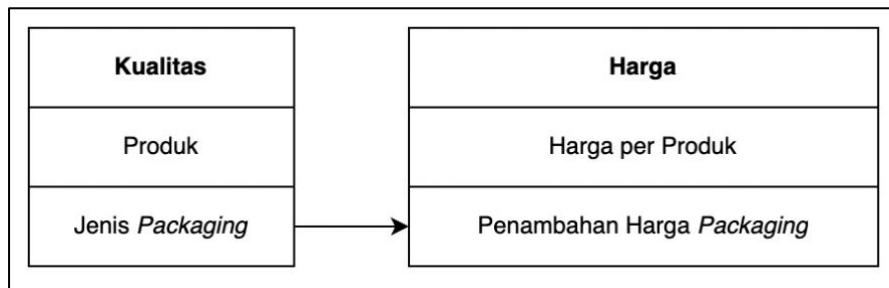 Kualitas
Produk
Jenis Packaging
Harga
Harga per Produk
Penambahan Harga Packaging